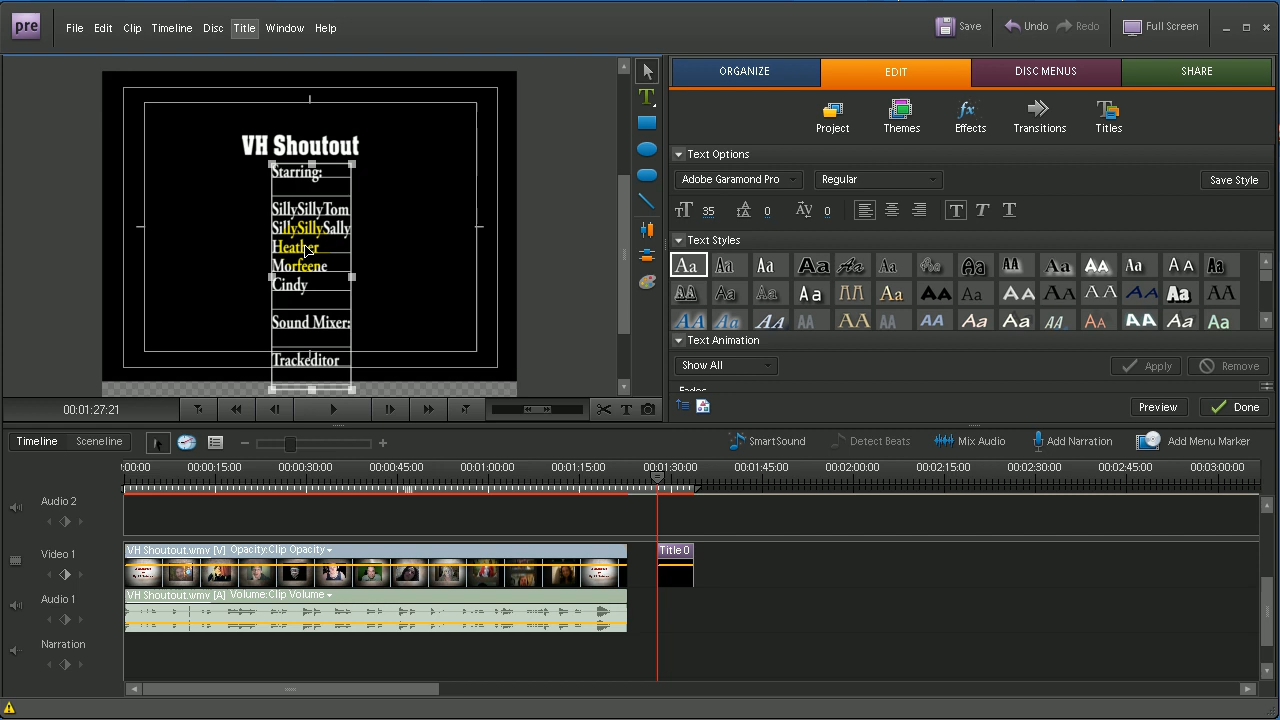 pre File Edit Clip Timeline Disc Title Window Help Save Undo Redo Full Screen
ORGANIZE EDIT DISC MENUS SHARE
Project Themes Effects Transitions Titles
VH Shoutout
Starring:
SillySillyTom
SillySillySally
Heather
Morfeene
Cindy
Sound Mixer:
Trackeditor
Text Options
Adobe Garamond Pro Regular Save Style
35 0 0
Text Styles
Text Animation
Show All Apply Remove
Fades
Preview Done
00:01:27:21
Timeline Sceneline SmartSound Detect Beats Mix Audio Add Narration Add Menu Marker
:00:00 00:00:15:00 00:00:30:00 00:00:45:00 00:01:00:00 00:01:15:00 00:01:30:00 00:01:45:00 00:02:00:00 00:02:15:00 00:02:30:00 00:02:45:00 00:03:00:00
Audio 2
Video 1 VH Shoutout.wmv [V] Opacity:Clip Opacity Title 0
Audio 1 VH Shoutout.wmv [A] Volume:Clip Volume
Narration